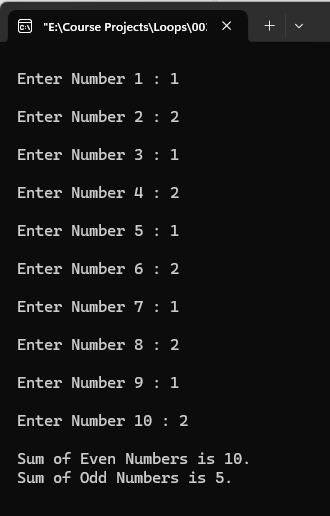 "E:\Course Projects\Loops\00
Enter Number 1 : 1
Enter Number 2 : 2
Enter Number 3 : 1
Enter Number 4 : 2
Enter Number 5 : 1
Enter Number 6 : 2
Enter Number 7 : 1
Enter Number 8 : 2
Enter Number 9 : 1
Enter Number 10 : 2
Sum of Even Numbers is 10.
Sum of Odd Numbers is 5.